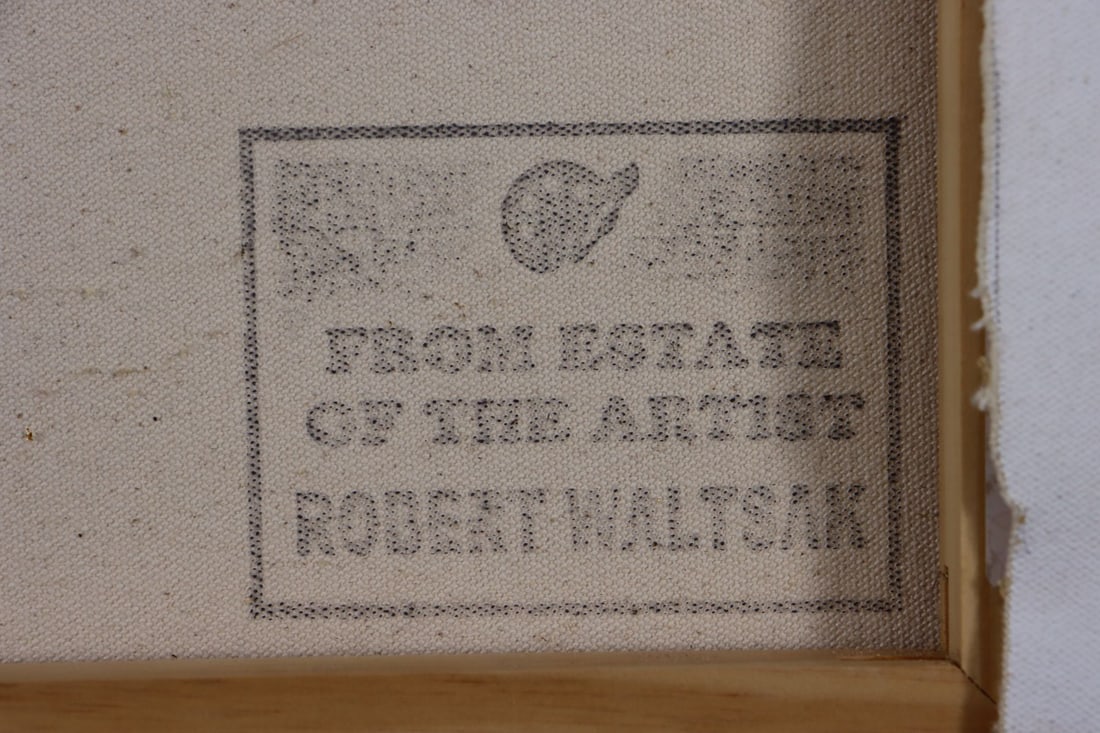 FROM ESTATE
OF THE ARTIST
ROBERT WALTSAK